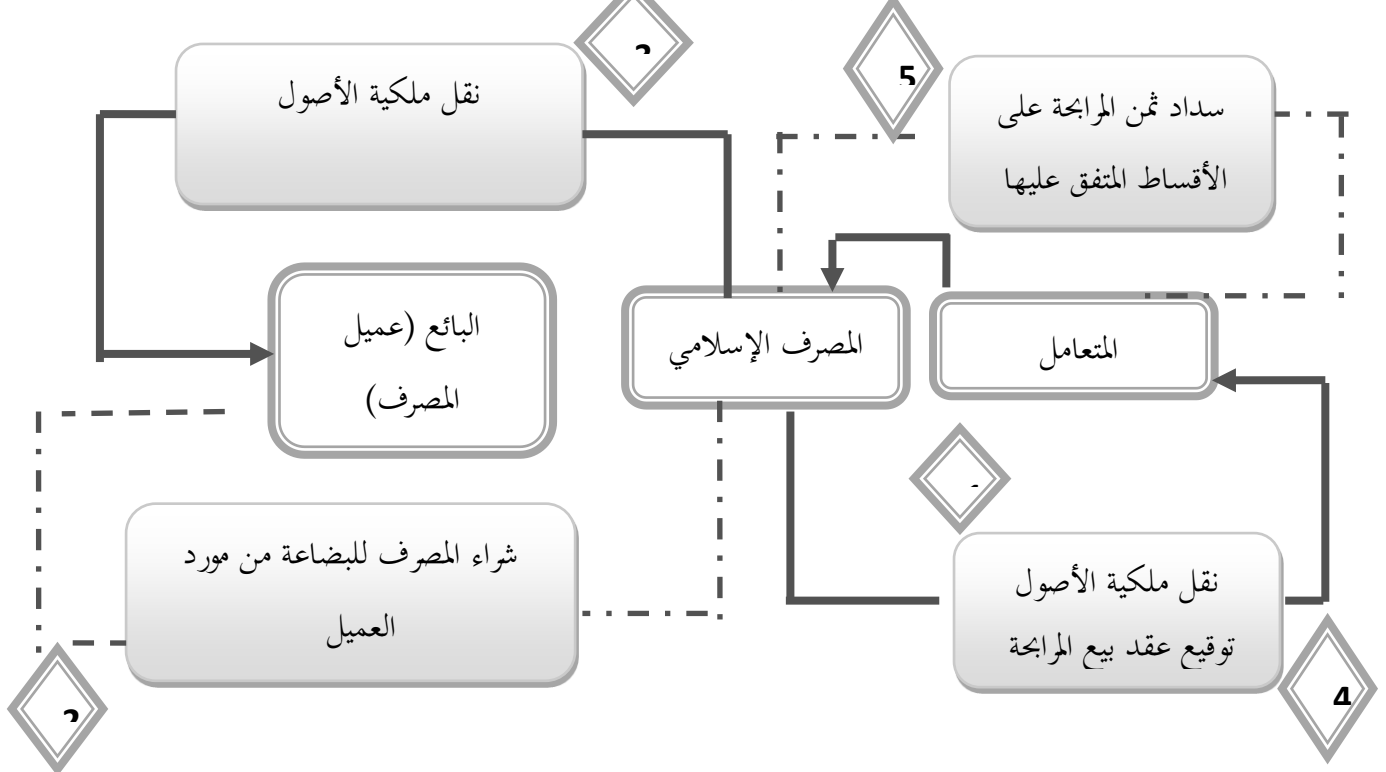 نقل ملكية الأصول
5
سداد ثمن المرابحة على
الأقساط المتفق عليها
البائع (عميل
المصرف)
المصرف الإسلامي
المتعامل
شراء المصرف للبضاعة من مورد
العميل
نقل ملكية الأصول
توقيع عقد بيع المرابحة
4